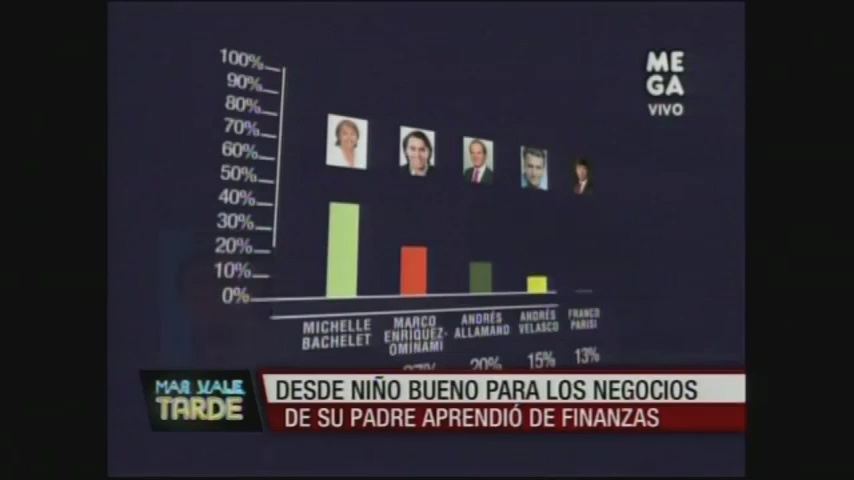 100%
90%
80%
70%
60%
50%
40%
30%
20%
10%
0%
ME
GA
VIVO
MICHELLE
BACHELET
MARCO
ENRIQUEZ-
OMINAMI
ANDRÉS
ALLAMAND
20%
ANDRÉS
VELASCO
15%
FRANCO
PARISI
13%
MAS VALE
TARDE
DESDE NIÑO BUENO PARA LOS NEGOCIOS
DE SU PADRE APRENDIÓ DE FINANZAS